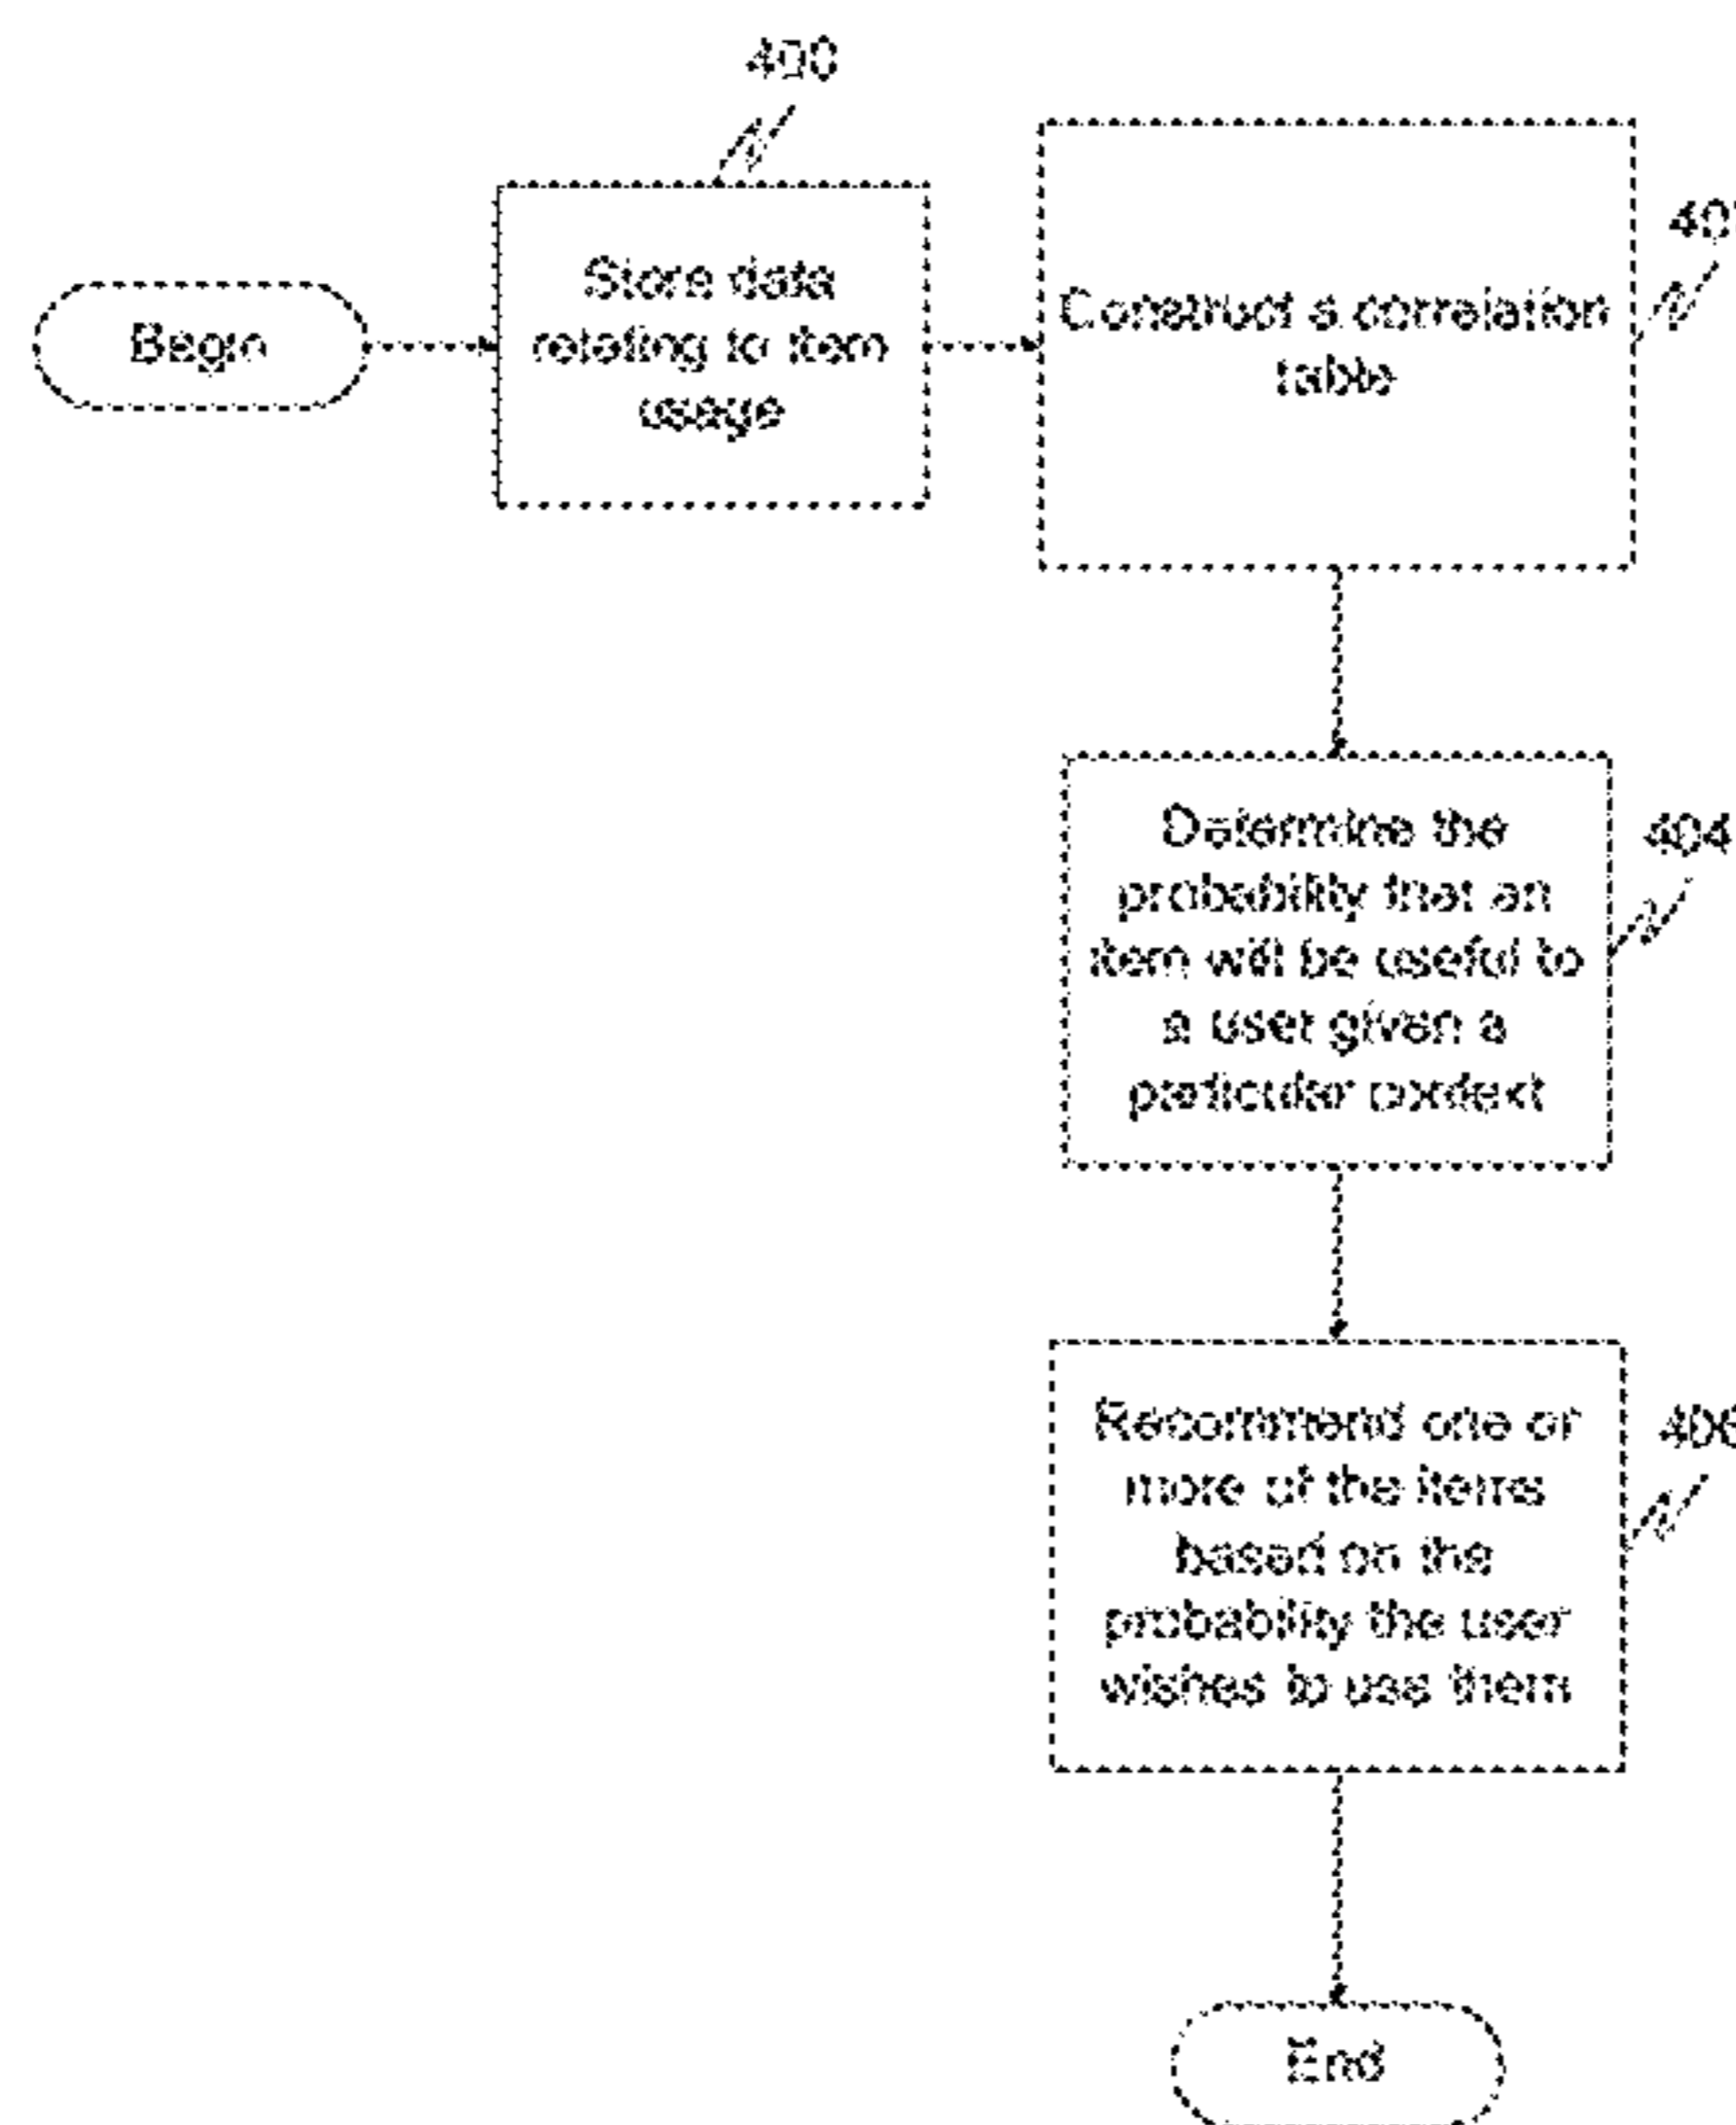 400
Begin
Store data
relating to item
usage
Construct a correlation
table
Determine the
probability that an
item will be useful to
a user given a
particular context
404
Recommend one or
more of the items
based on the
probability the user
wishes to use them
End